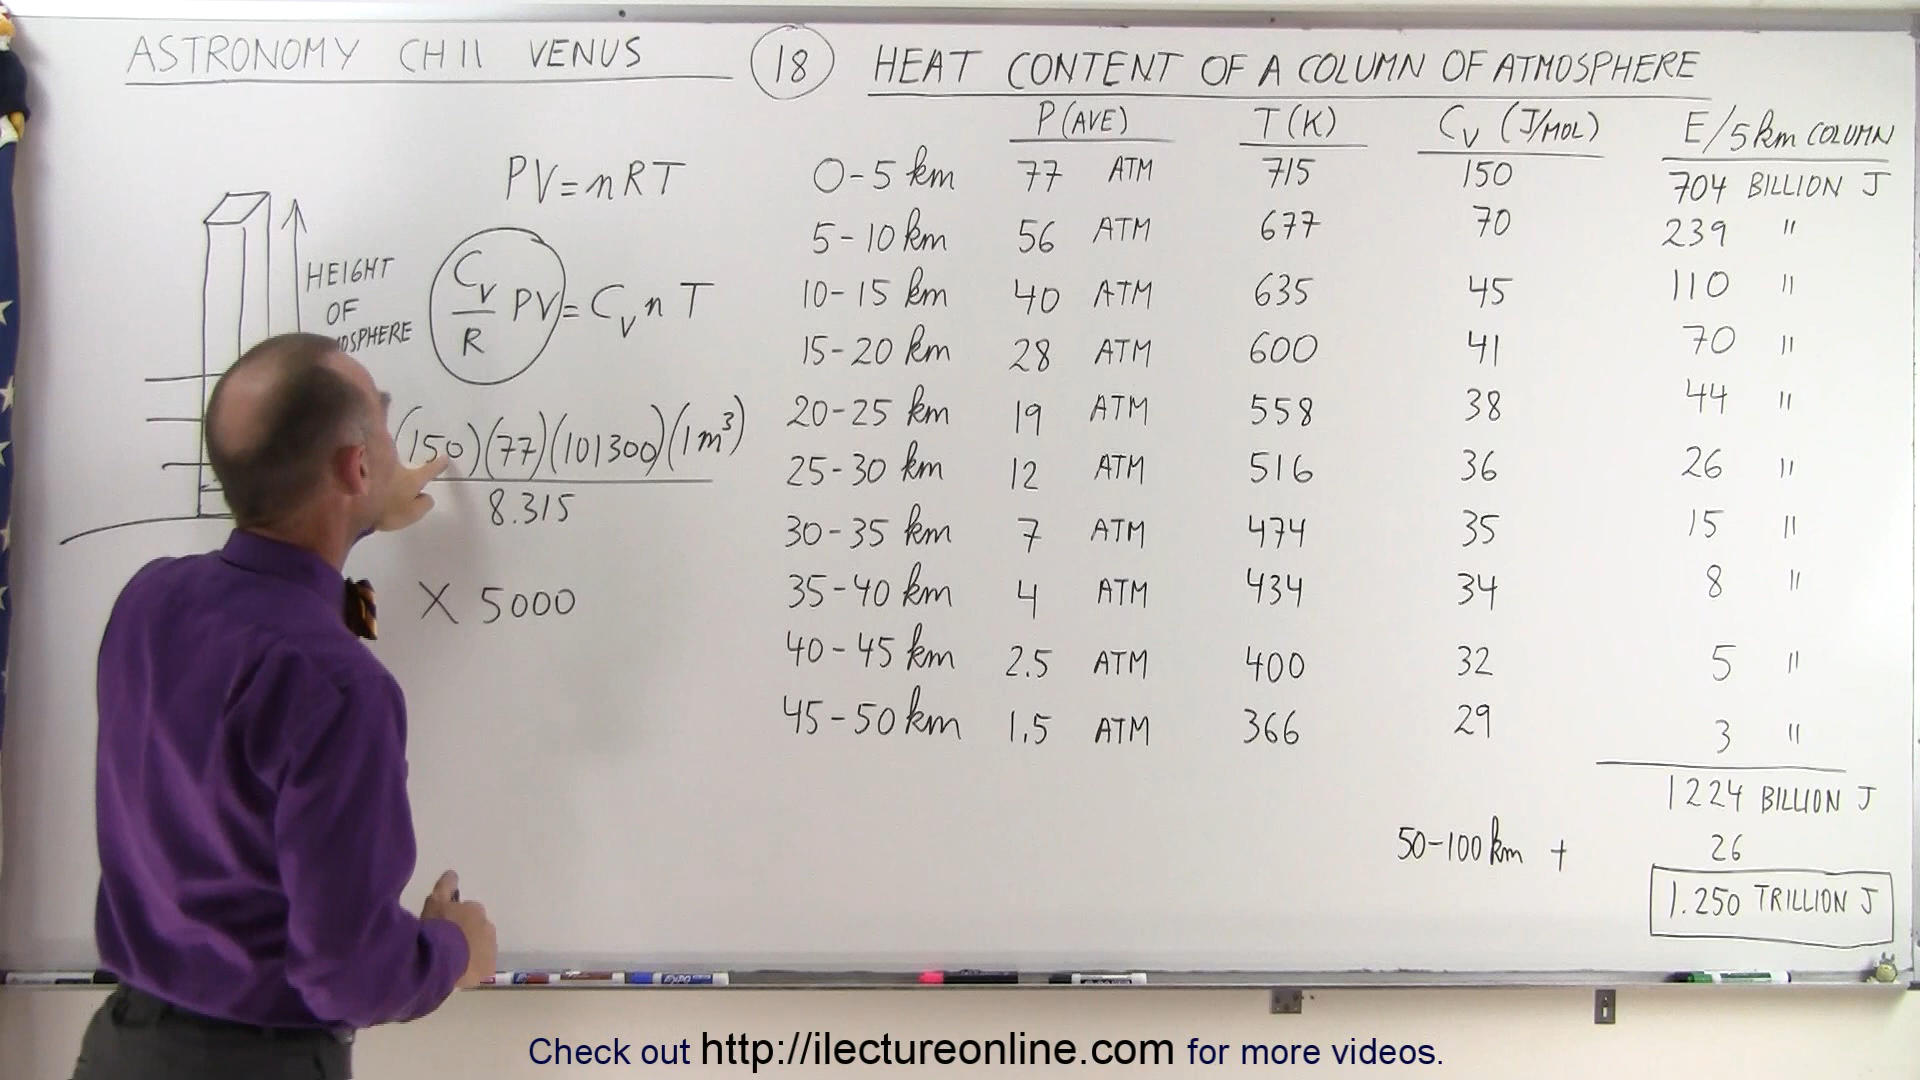 ASTRONOMY CH 11 VENUS
18 HEAT CONTENT OF A COLUMN OF ATMOSPHERE
PV = nRT
HEIGHT
OF
OSPHERE
Cv/R PV = Cv n T
(150)(77)(101300)(1m³)
8.315
X 5000
P (AVE) T (K) Cv (J/MOL) E/5km COLUMN
0-5 km 77 ATM 715 150 704 BILLION J
5-10 km 56 ATM 677 70 239 "
10-15 km 40 ATM 635 45 110 "
15-20 km 28 ATM 600 41 70 "
20-25 km 19 ATM 558 38 44 "
25-30 km 12 ATM 516 36 26 "
30-35 km 7 ATM 474 35 15 "
35-40 km 4 ATM 434 34 8 "
40-45 km 2.5 ATM 400 32 5 "
45-50 km 1.5 ATM 366 29 3 "
1224 BILLION J
50-100 km + 26
1.250 TRILLION J
Check out http://ilectureonline.com for more videos.